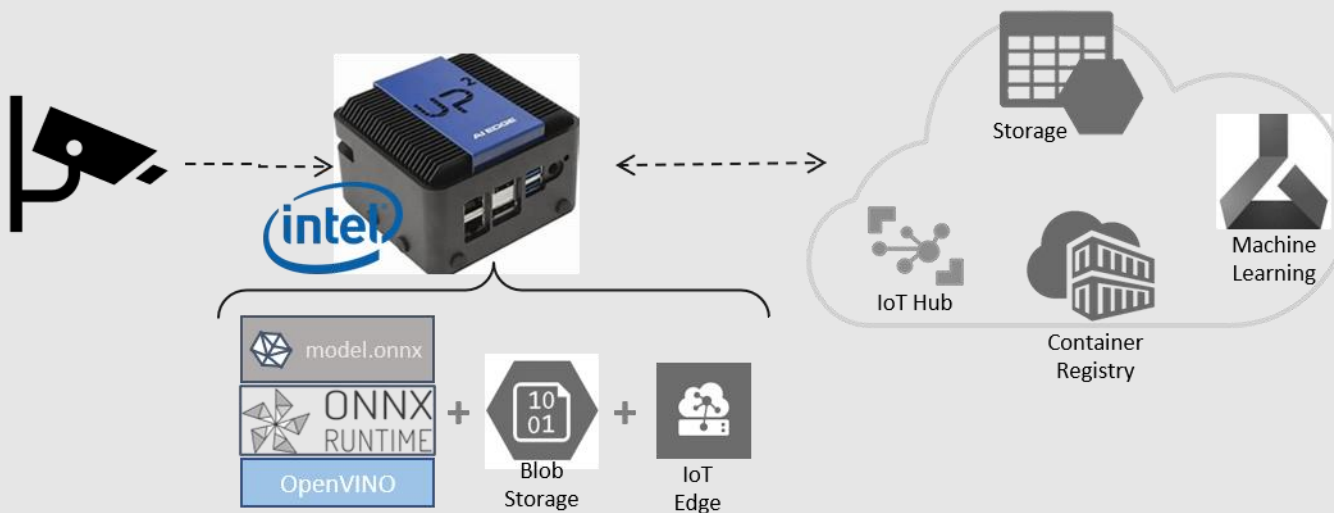 UP²
AI EDGE
intel
model.onnx
ONNX
RUNTIME
OpenVINO
+
10
01
Blob
Storage
+
IoT
Edge
Storage
IoT Hub
Container
Registry
Machine
Learning